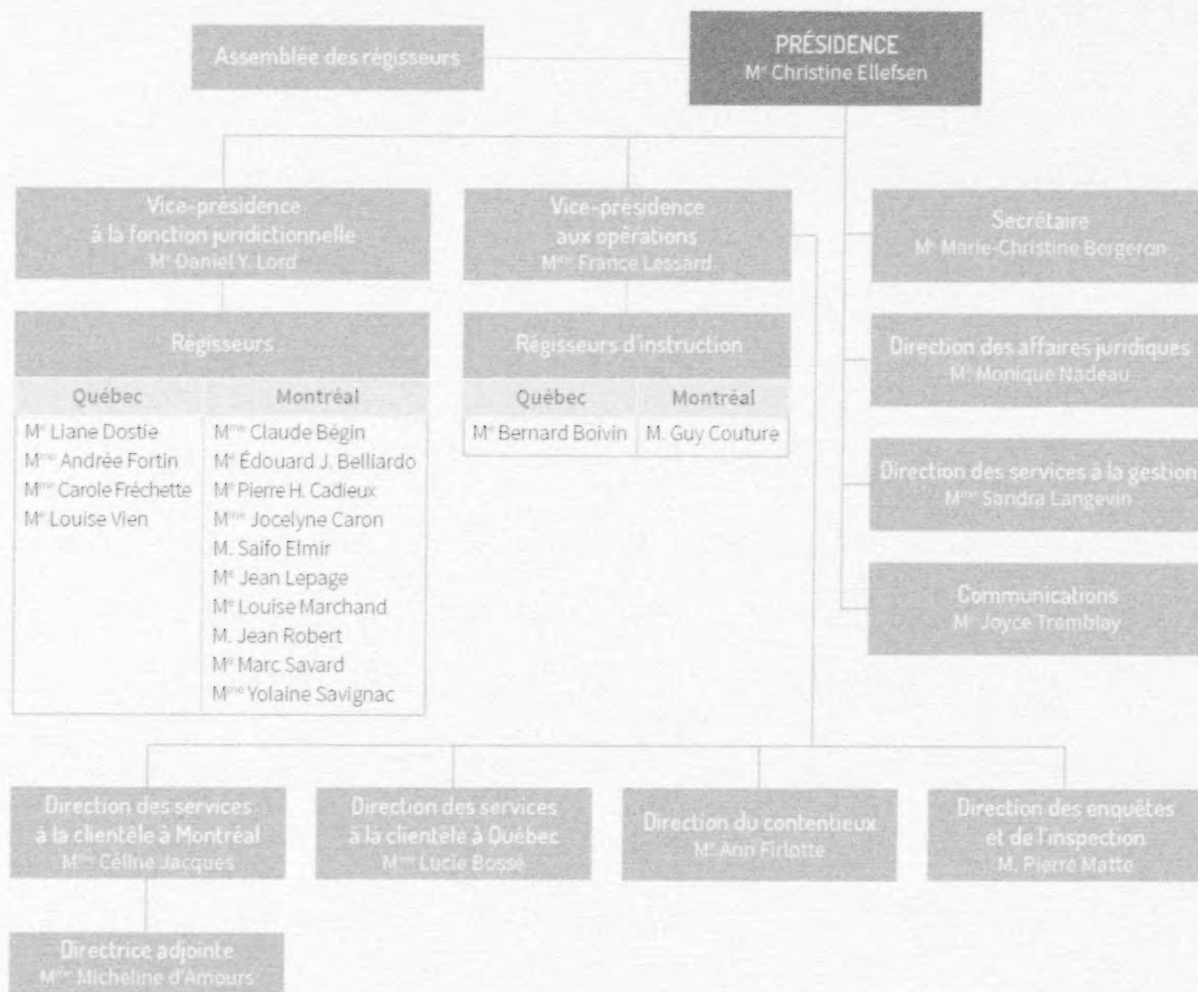 Assemblée des régisseurs
PRÉSIDENCE
Mᵉ Christine Ellefsen
Vice-présidence
à la fonction juridictionnelle
Mᵉ Daniel Y. Lord
Vice-présidence
aux opérations
Mᵐᵉ France Lessard
Secrétaire
Mᵉ Marie-Christine Bergeron
Régisseurs
Québec
Mᵉ Liane Dostie
Mᵐᵉ Andrée Fortin
Mᵐᵉ Carole Fréchette
Mᵉ Louise Vien
Montréal
Mᵐᵉ Claude Bégin
Mᵉ Édouard J. Belliardo
Mᵉ Pierre H. Cadieux
Mᵐᵉ Jocelyne Caron
M. Saifo Elmir
Mᵉ Jean Lepage
Mᵉ Louise Marchand
M. Jean Robert
Mᵉ Marc Savard
Mᵐᵉ Yolaine Savignac
Régisseurs d'instruction
Québec
Mᵉ Bernard Boivin
Montréal
M. Guy Couture
Direction des affaires juridiques
Mᵉ Monique Nadeau
Direction des services à la gestion
Mᵐᵉ Sandra Langevin
Communications
Mᵉ Joyce Tremblay
Direction des services
à la clientèle à Montréal
Mᵐᵉ Céline Jacques
Direction des services
à la clientèle à Québec
Mᵐᵉ Lucie Bossé
Direction du contentieux
Mᵉ Ann Firlotte
Direction des enquêtes
et de l'inspection
M. Pierre Matte
Directrice adjointe
Mᵐᵉ Micheline d'Amours